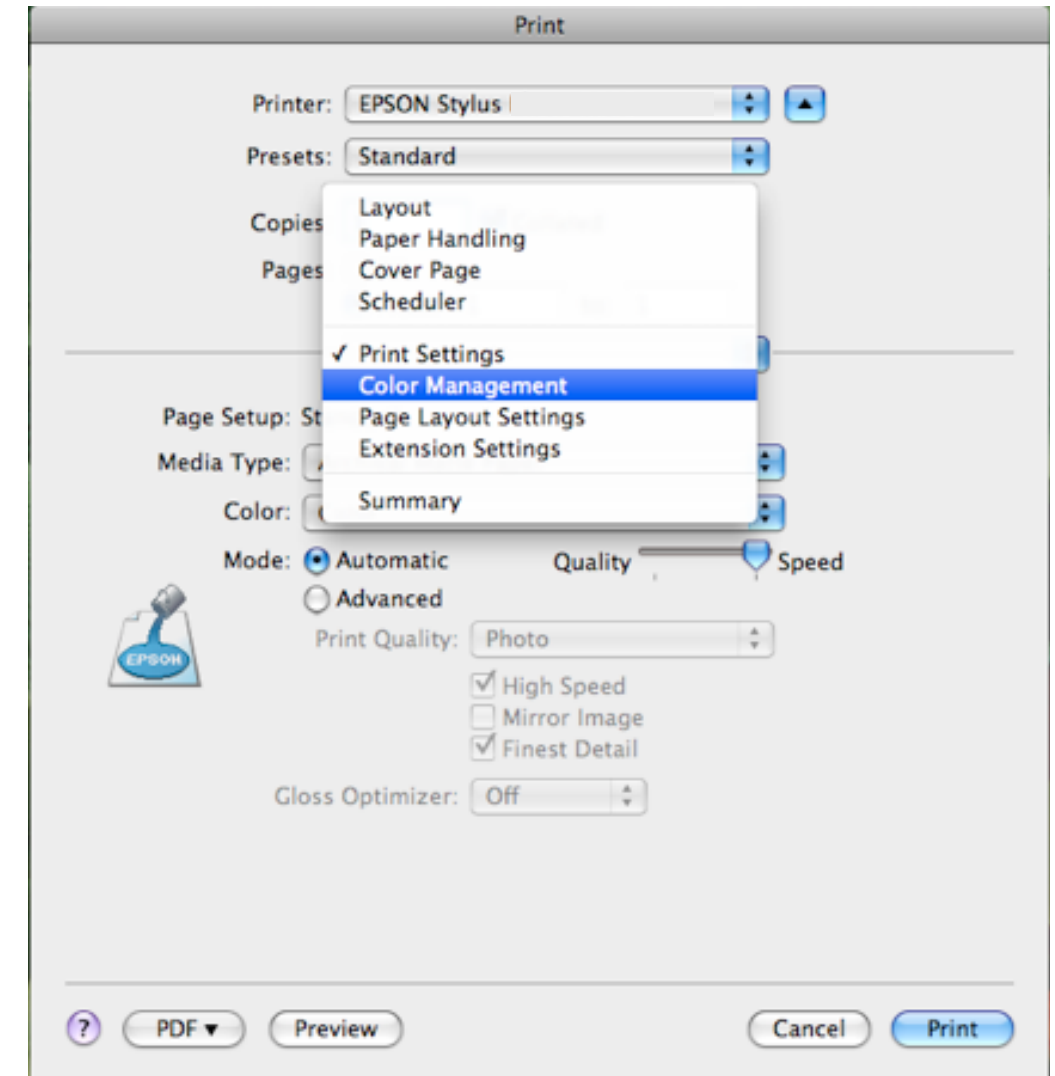 Print
Printer: EPSON Stylus
Presets: Standard
Copies
Layout
Paper Handling
Pages
Cover Page
Scheduler
✓ Print Settings
Color Management
Page Setup: St
Page Layout Settings
Media Type:
Extension Settings
Color:
Summary
Mode: Automatic Quality Speed
Advanced
Print Quality: Photo
EPSON
High Speed
Mirror Image
Finest Detail
Gloss Optimizer: Off
? PDF ▼ Preview Cancel Print